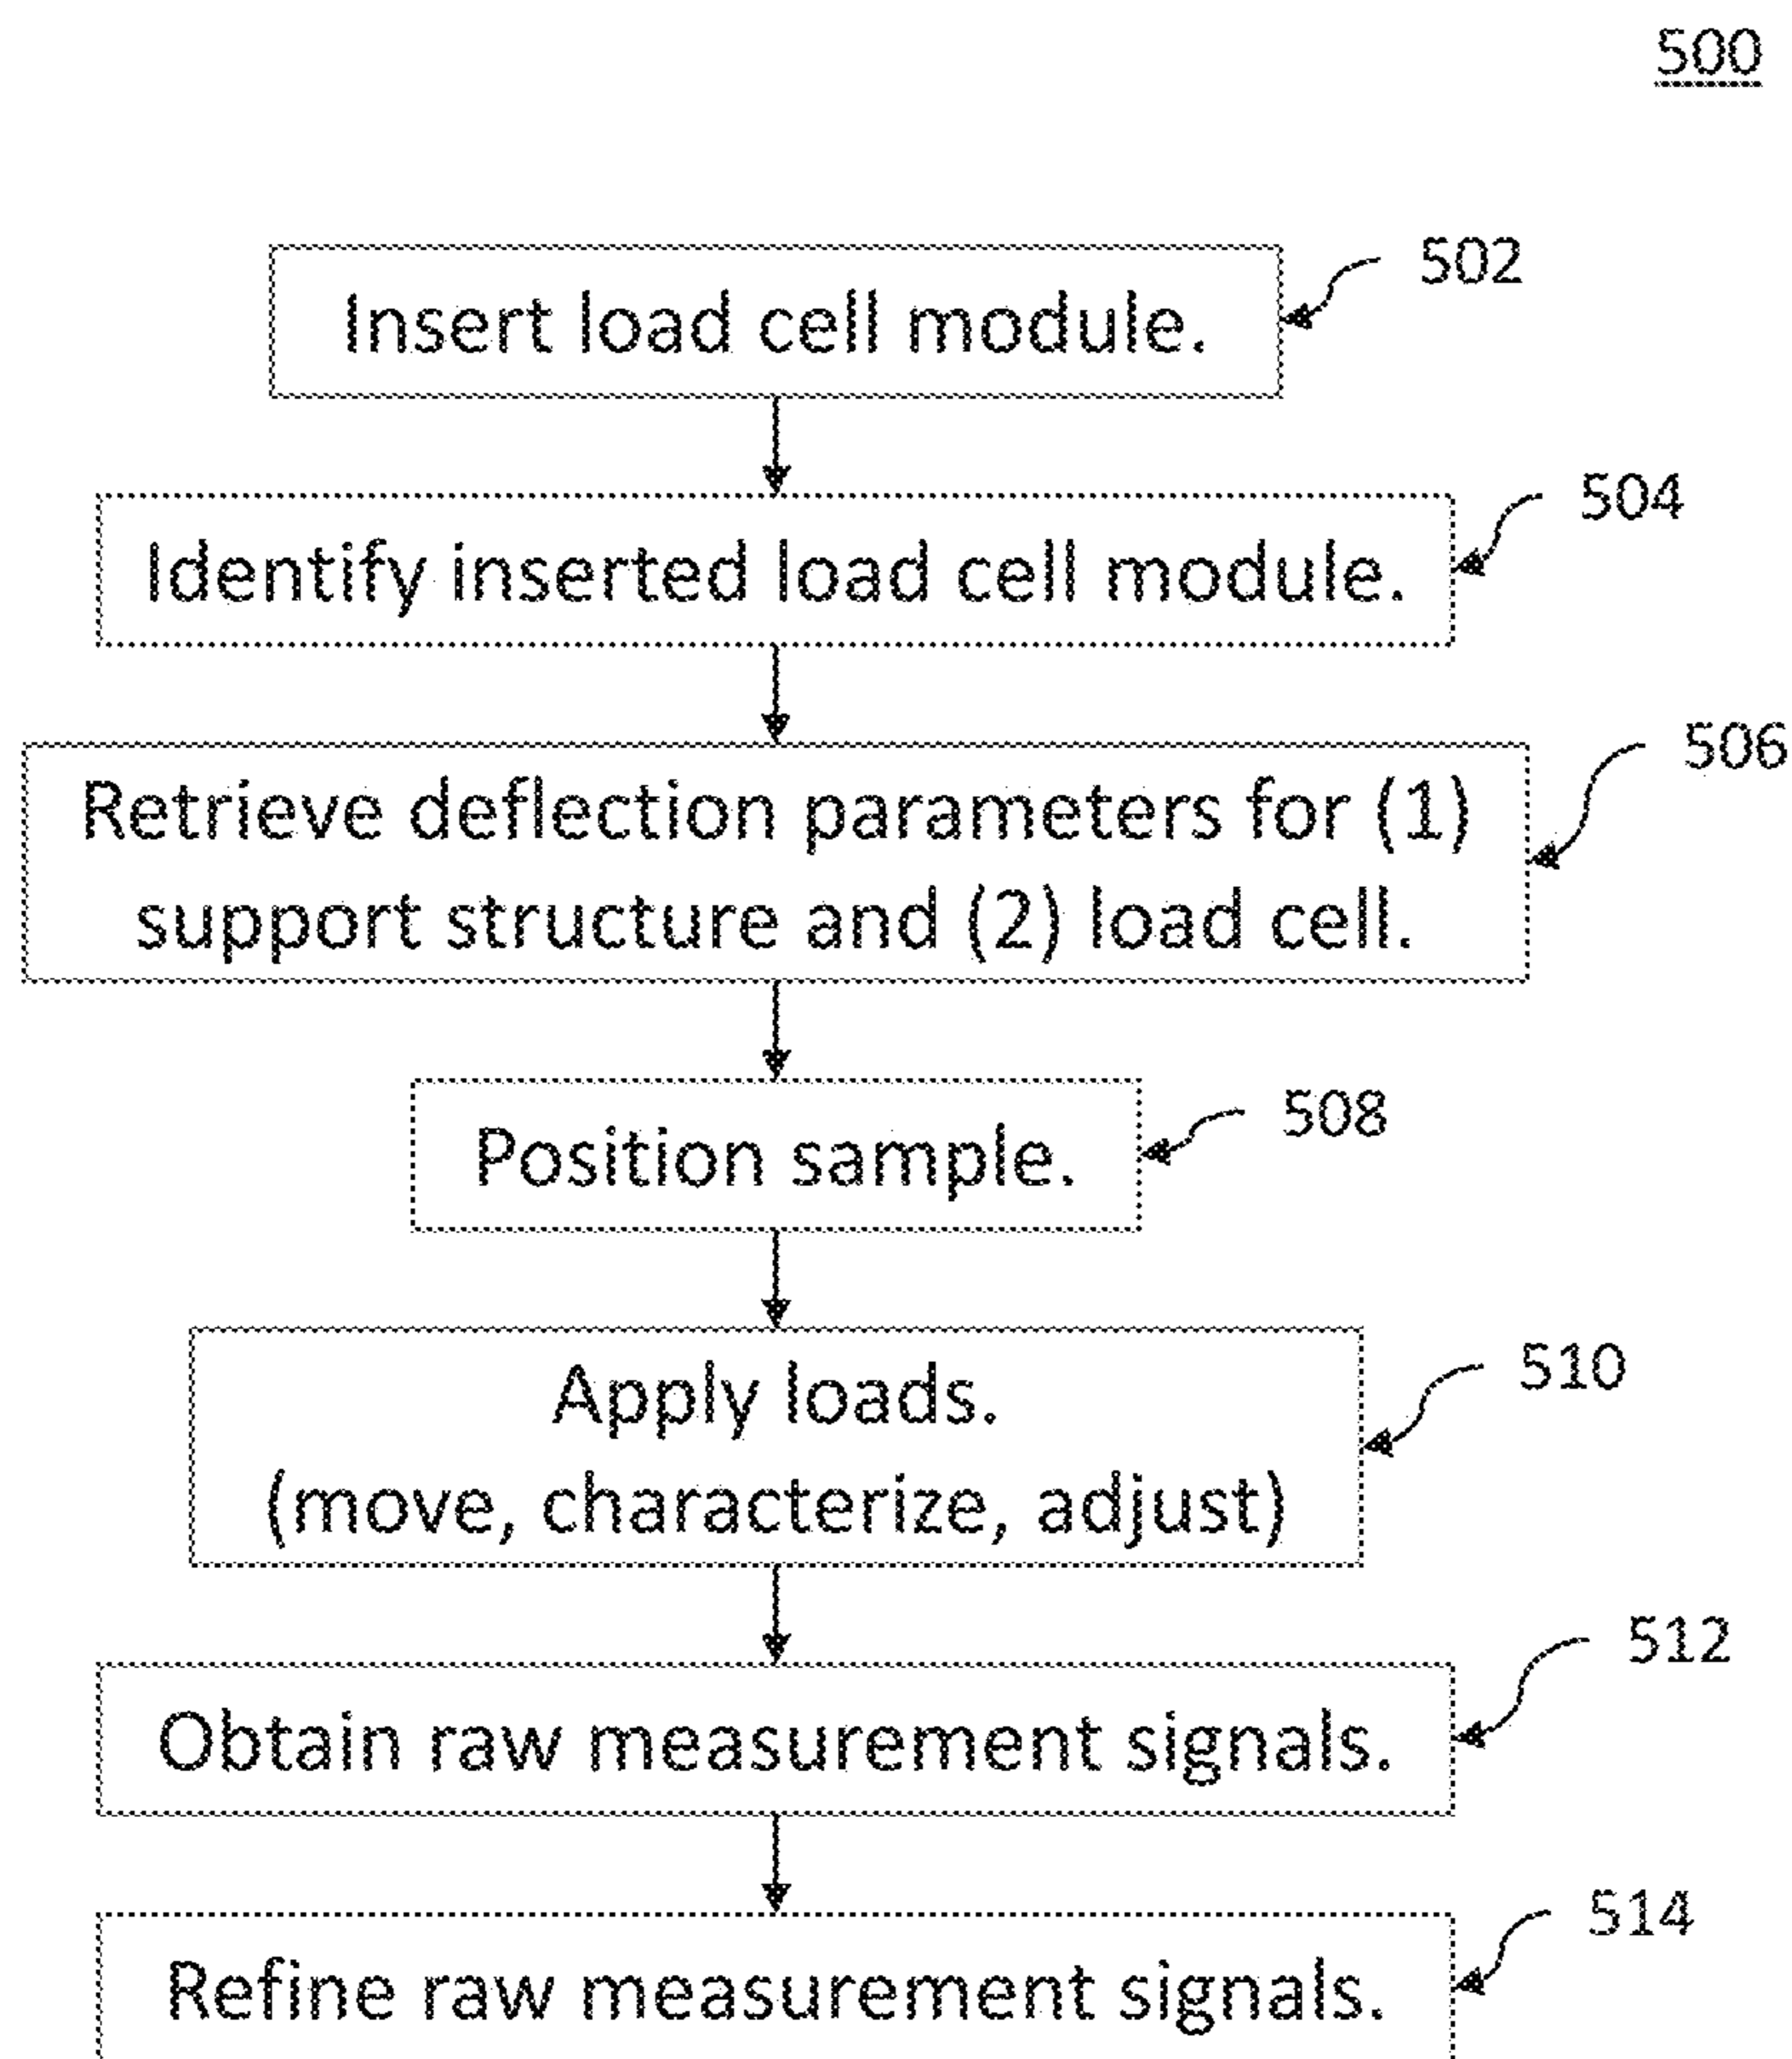 500
Insert load cell module.
502
Identify inserted load cell module.
504
Retrieve deflection parameters for (1)
support structure and (2) load cell.
506
Position sample.
508
Apply loads.
(move, characterize, adjust)
510
Obtain raw measurement signals.
512
Refine raw measurement signals.
514